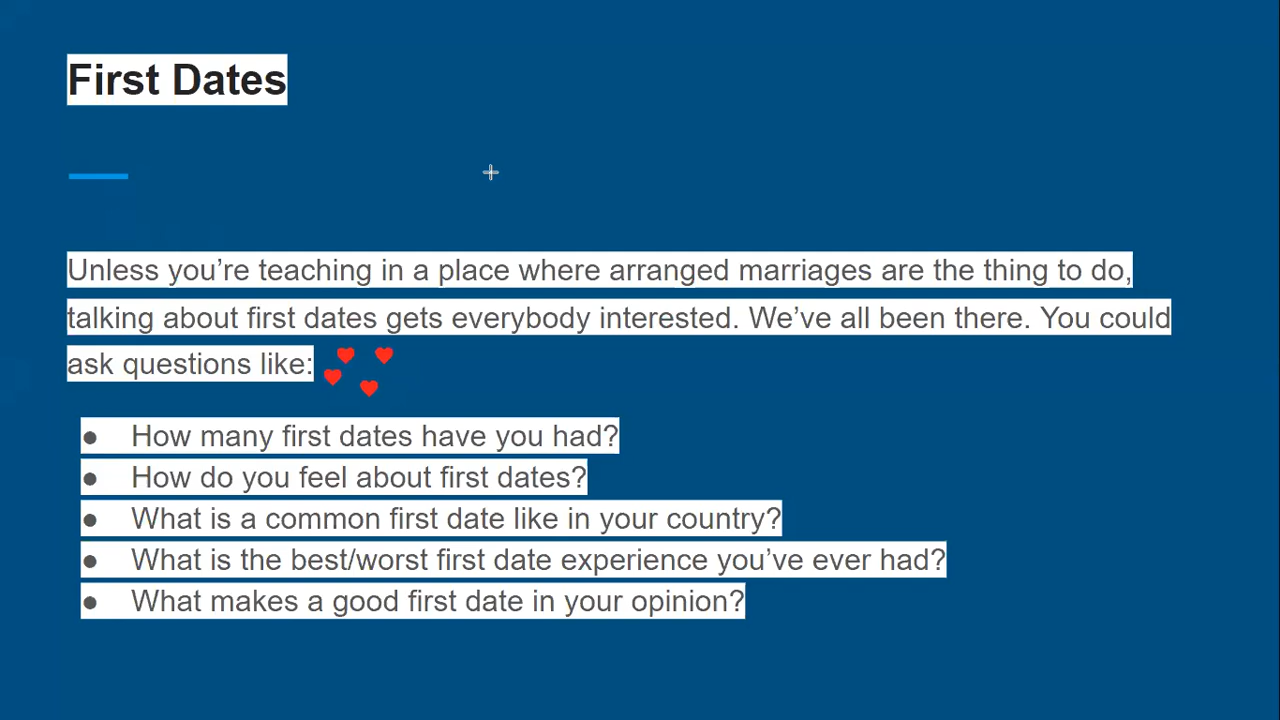 First Dates
Unless you’re teaching in a place where arranged marriages are the thing to do,
talking about first dates gets everybody interested. We’ve all been there. You could
ask questions like:
● How many first dates have you had?
● How do you feel about first dates?
● What is a common first date like in your country?
● What is the best/worst first date experience you’ve ever had?
● What makes a good first date in your opinion?